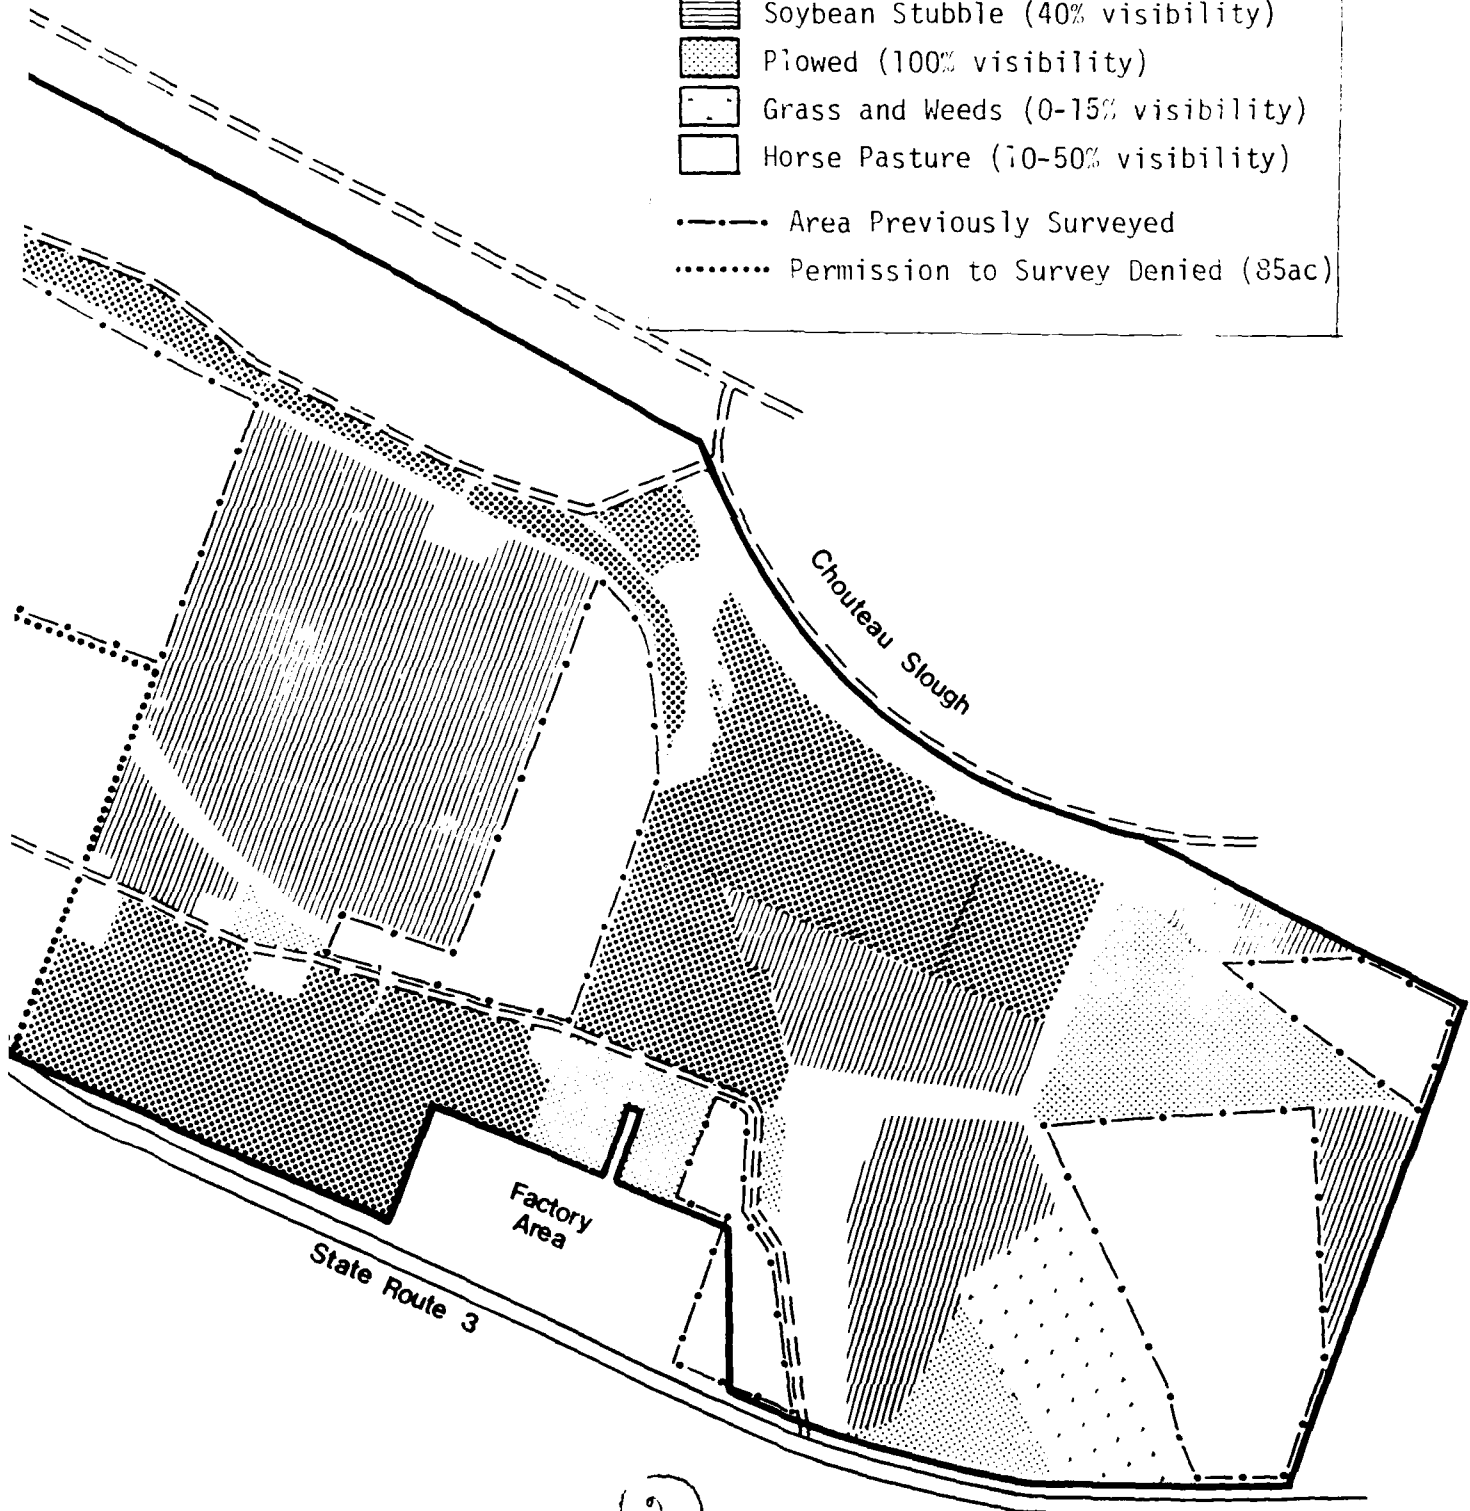 Soybean Stubble (40% visibility)
Plowed (100% visibility)
Grass and Weeds (0-15% visibility)
Horse Pasture (10-50% visibility)
Area Previously Surveyed
Permission to Survey Denied (85ac)
Chouteau Slough
Factory
Area
State Route 3